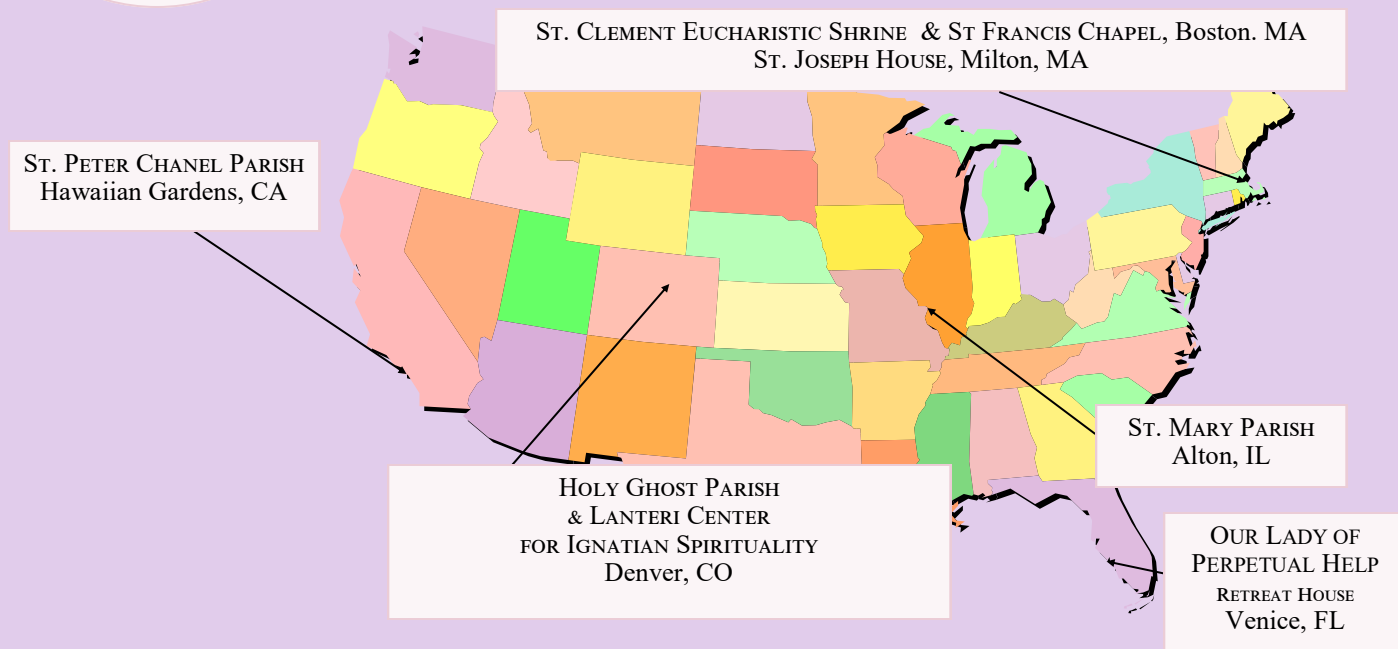 St. Clement Eucharistic Shrine & St Francis Chapel, Boston. MA
St. Joseph House, Milton, MA
St. Peter Chanel Parish
Hawaiian Gardens, CA
St. Mary Parish
Alton, IL
Holy Ghost Parish
& Lanteri Center
for Ignatian Spirituality
Denver, CO
Our Lady of
Perpetual Help
Retreat House
Venice, FL